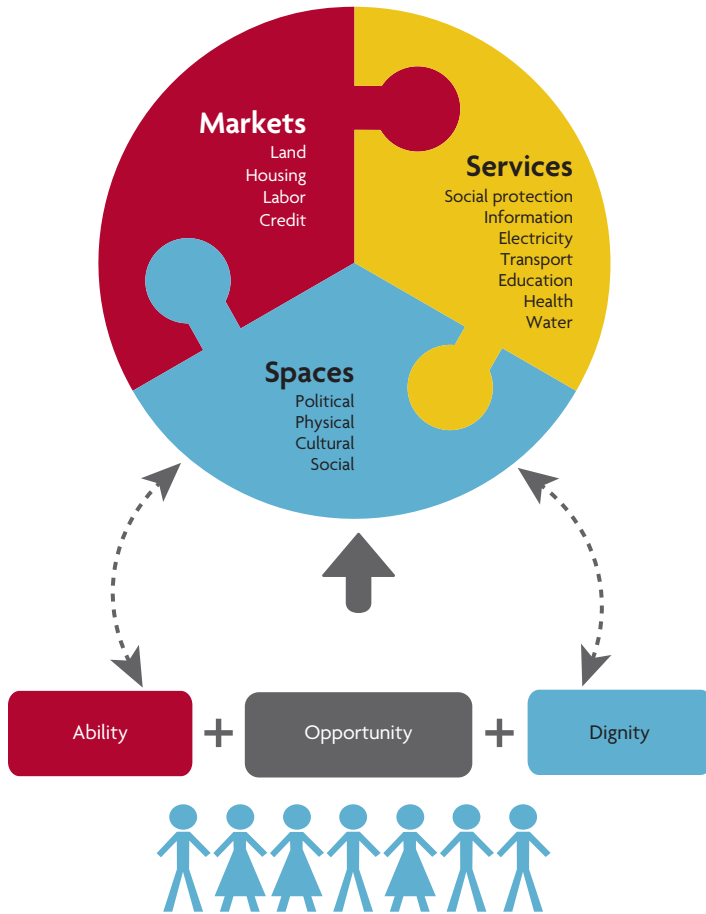 Markets
Land
Housing
Labor
Credit
Services
Social protection
Information
Electricity
Transport
Education
Health
Water
Spaces
Political
Physical
Cultural
Social
Ability + Opportunity + Dignity